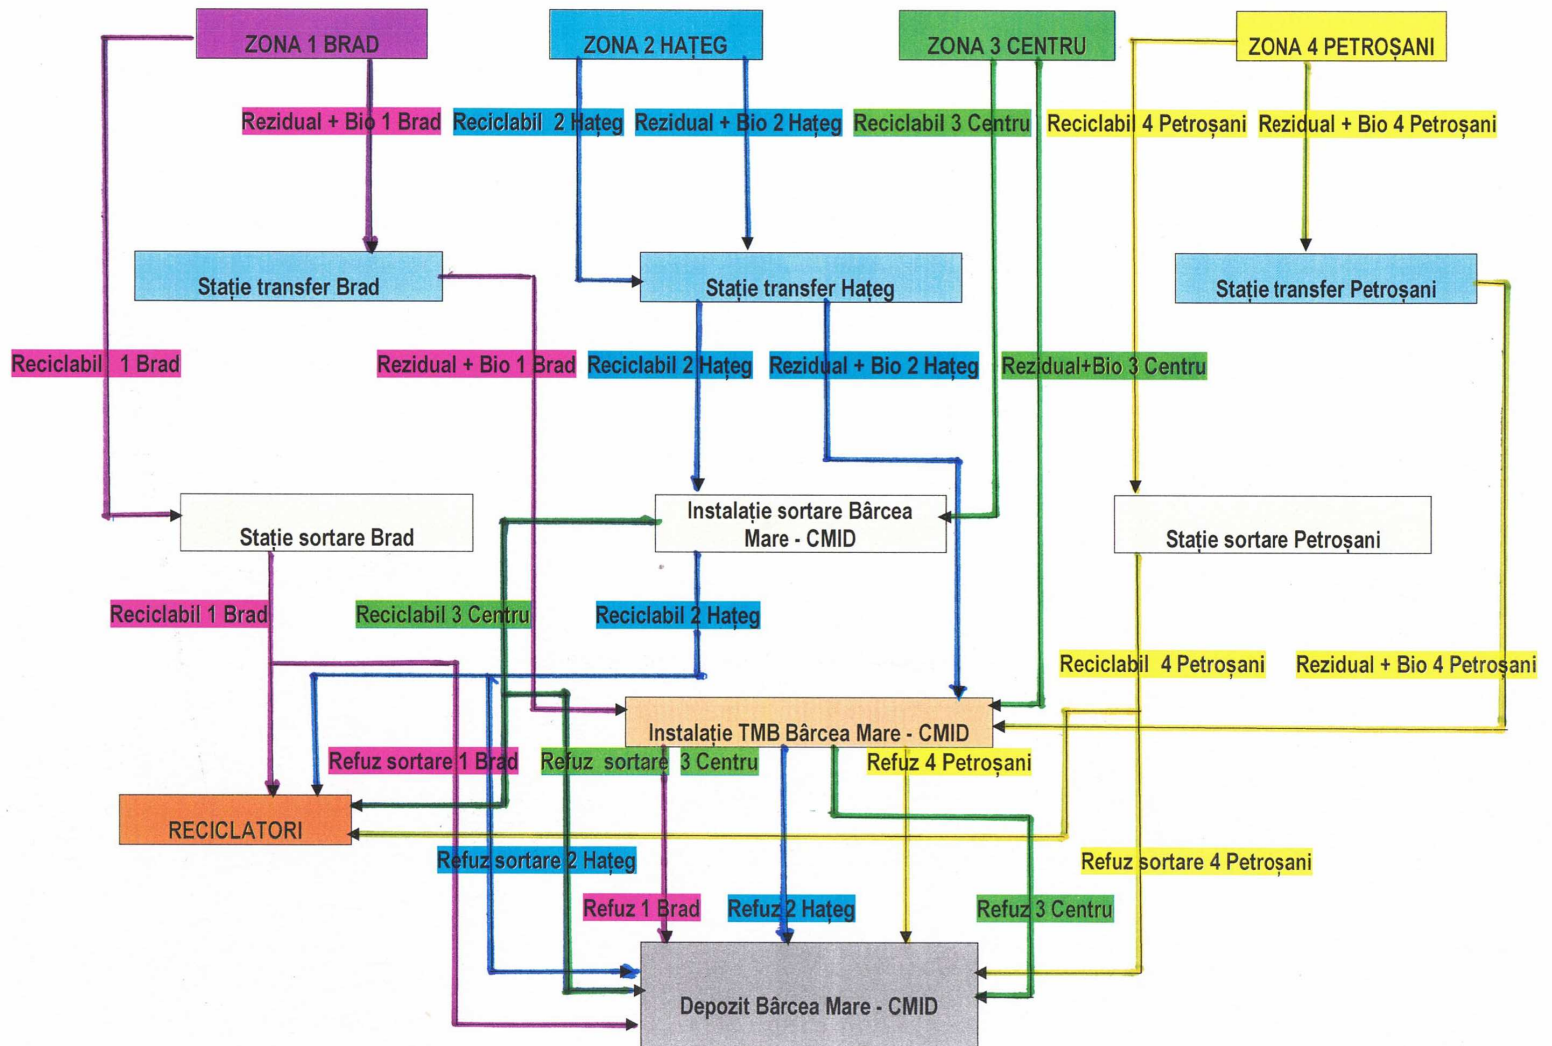 ZONA 1 BRAD
ZONA 2 HAȚEG
ZONA 3 CENTRU
ZONA 4 PETROȘANI
Rezidual + Bio 1 Brad
Reciclabil 2 Hațeg
Rezidual + Bio 2 Hațeg
Reciclabil 3 Centru
Reciclabil 4 Petroșani
Rezidual + Bio 4 Petroșani
Stație transfer Brad
Stație transfer Hațeg
Stație transfer Petroșani
Reciclabil 1 Brad
Rezidual + Bio 1 Brad
Reciclabil 2 Hațeg
Rezidual + Bio 2 Hațeg
Rezidual+Bio 3 Centru
Stație sortare Brad
Instalație sortare Bârcea
Mare - CMID
Stație sortare Petroșani
Reciclabil 1 Brad
Reciclabil 3 Centru
Reciclabil 2 Hațeg
Reciclabil 4 Petroșani
Rezidual + Bio 4 Petroșani
Instalație TMB Bârcea Mare - CMID
Refuz sortare 1 Brad
Refuz sortare 3 Centru
Refuz 4 Petroșani
RECICLATORI
Refuz sortare 2 Hațeg
Refuz sortare 4 Petroșani
Refuz 1 Brad
Refuz 2 Hațeg
Refuz 3 Centru
Depozit Bârcea Mare - CMID